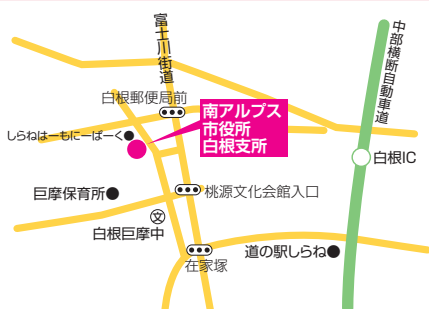 富士川街道
中部横断自動車道
白根郵便局前
南アルプス
市役所
白根支所
しらねはーもにーぱーく
白根IC
巨摩保育所
桃源文化会館入口
文
白根巨摩中
在家塚
道の駅しらね